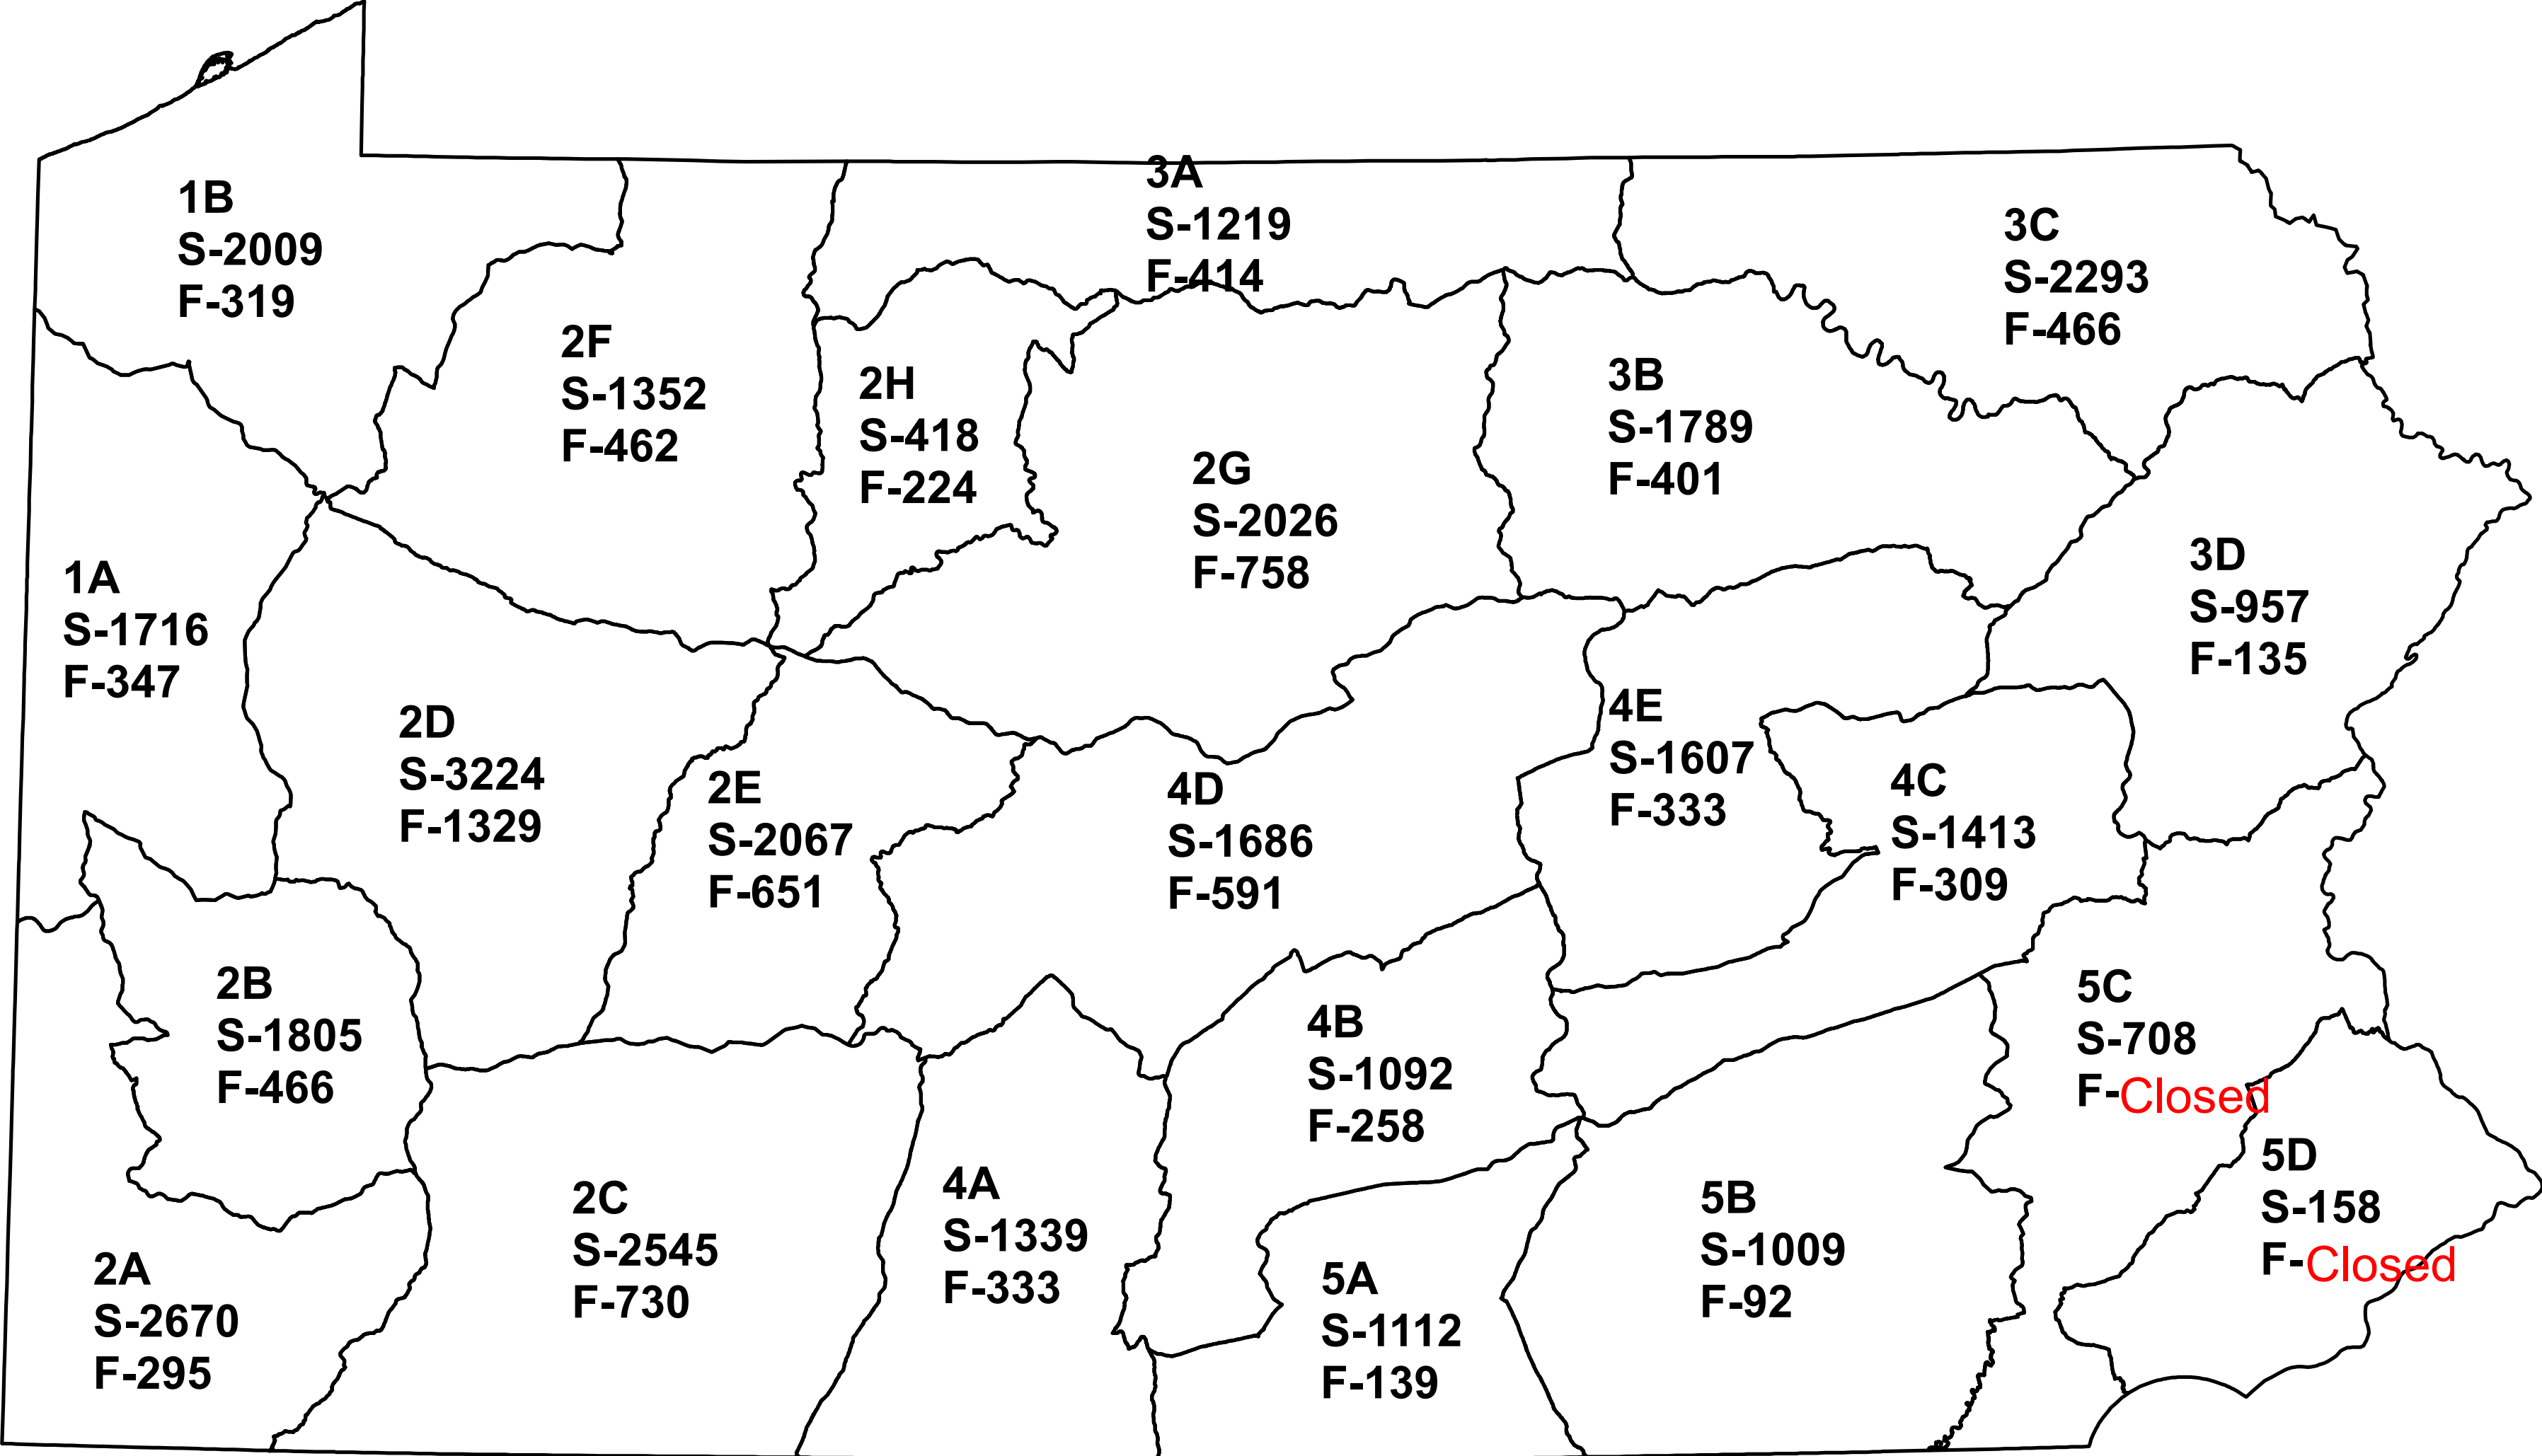 1B
S-2009
F-319
3A
S-1219
F-414
3C
S-2293
F-466
2F
S-1352
F-462
2H
S-418
F-224
3B
S-1789
F-401
2G
S-2026
F-758
3D
S-957
F-135
1A
S-1716
F-347
2D
S-3224
F-1329
2E
S-2067
F-651
4D
S-1686
F-591
4E
S-1607
F-333
4C
S-1413
F-309
2B
S-1805
F-466
4B
S-1092
F-258
5C
S-708
F-Closed
5D
S-158
F-Closed
2A
S-2670
F-295
2C
S-2545
F-730
4A
S-1339
F-333
5A
S-1112
F-139
5B
S-1009
F-92